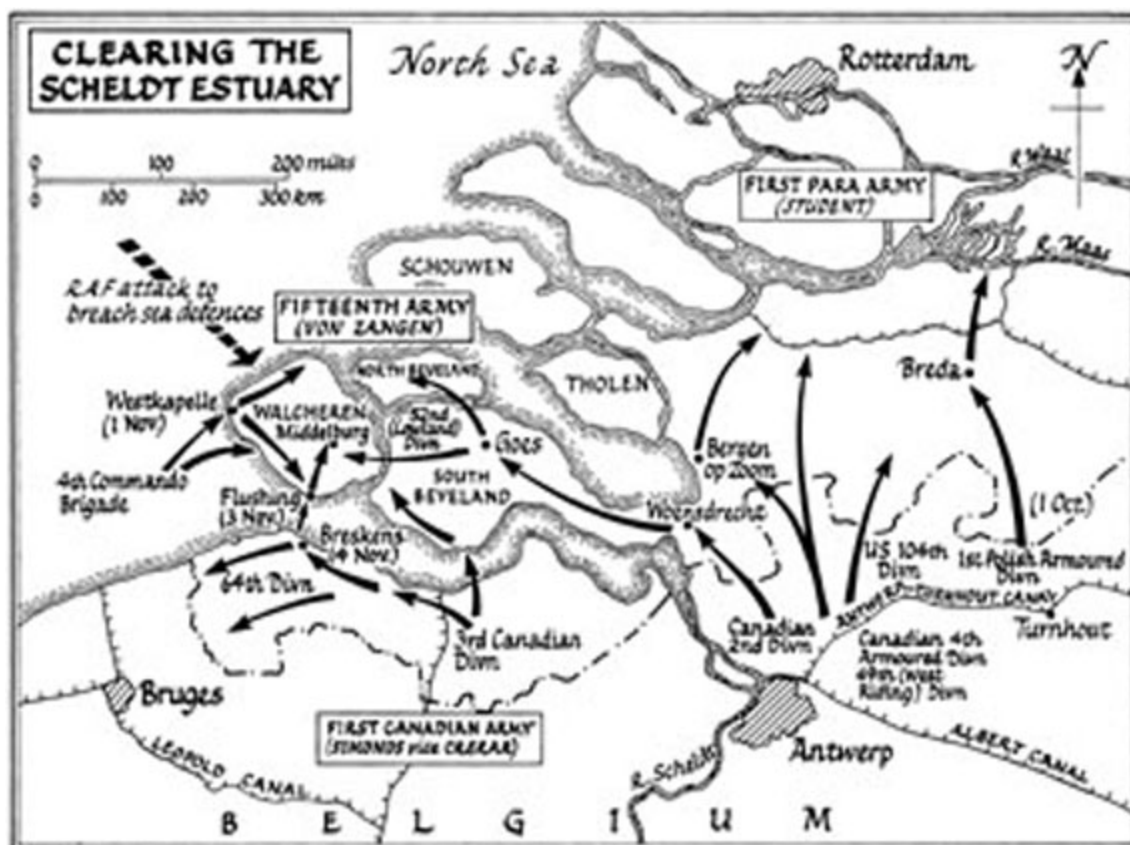 CLEARING THE
SCHELDT ESTUARY
0 100 200 miles
0 100 200 300 km
North Sea
Rotterdam
N
R. Waal
FIRST PARA ARMY
(STUDENT)
R. Maas
SCHOUWEN
R.A.F attack to
breach sea defences
FIFTEENTH ARMY
(VON ZANGEN)
NORTH BEVELAND
THOLEN
Breda
Westkapelle
(1 Nov)
WALCHEREN
Middelburg
52nd
(Lowland)
Divn
Goes
Bergen
op Zoom
4th Commando
Brigade
SOUTH
BEVELAND
Flushing
(3 Nov.)
Woensdrecht
(1 Oct.)
Breskens
(4 Nov.)
US 104th
Divn
1st Polish Armoured
Divn
64th Divn
ANTWERP-TURNHOUT CANAL
Turnhout
3rd Canadian
Divn
Canadian
2nd Divn
Canadian 4th
Armoured Divn
49th (West
Riding) Divn
Bruges
FIRST CANADIAN ARMY
(SIMONDS vice CRERAR)
Antwerp
ALBERT CANAL
LEOPOLD CANAL
R. Scheldt
B E L G I U M